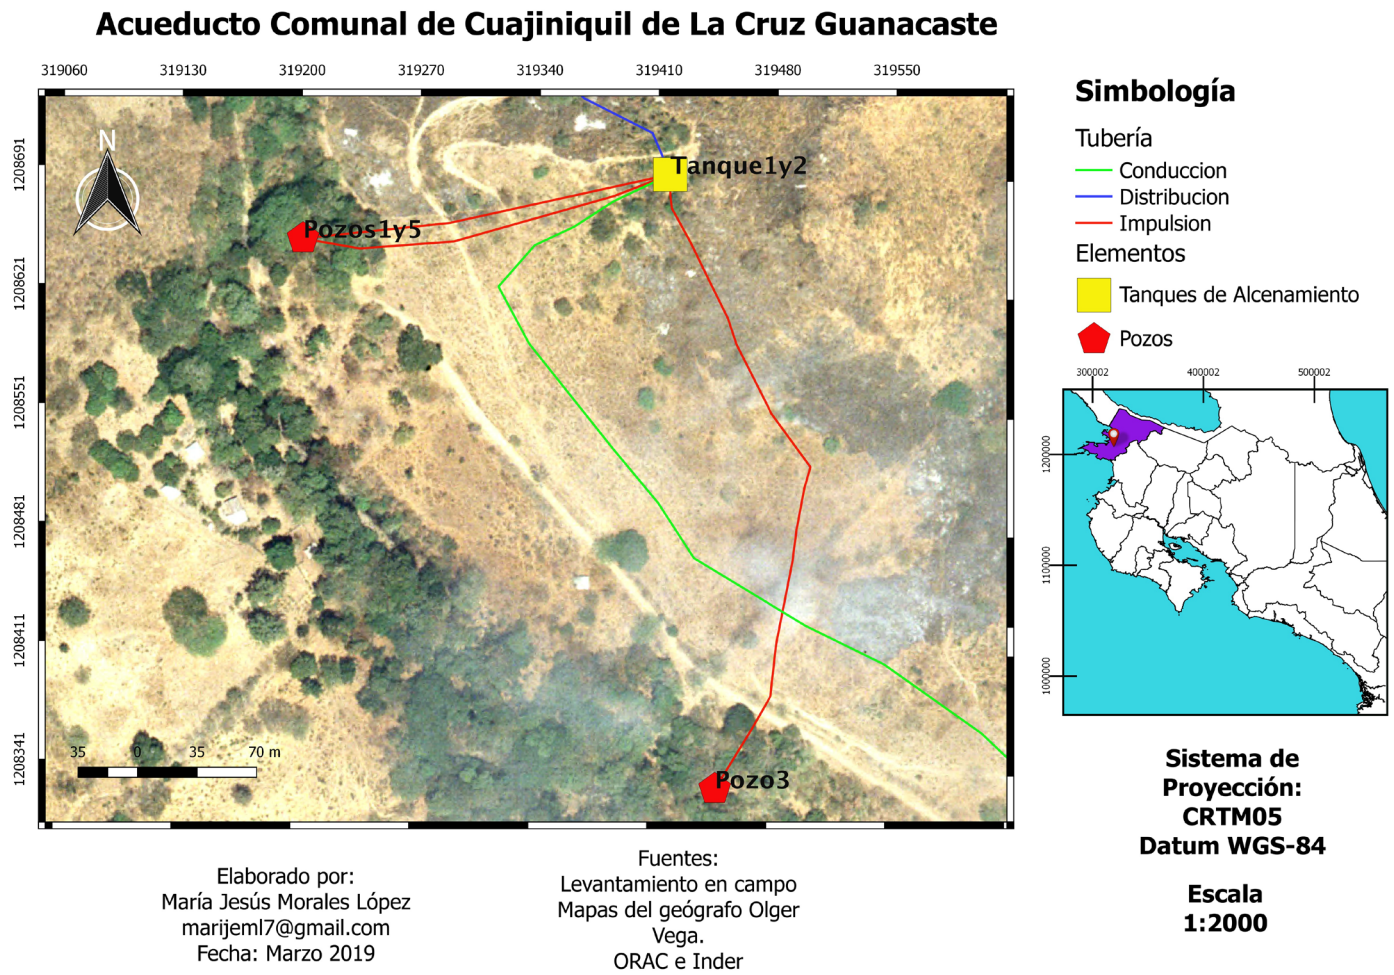 Acueducto Comunal de Cuajiniquil de La Cruz Guanacaste
319060 319130 319200 319270 319340 319410 319480 319550
1208691
1208621
1208551
1208481
1208411
1208341
N
Tanque1y2
Pozos1y5
Pozo3
35 0 35 70 m
Simbología
Tubería
Conduccion
Distribucion
Impulsion
Elementos
Tanques de Alcenamiento
Pozos
300002 400002 500002
1200000
1100000
1000000
Sistema de
Proyección:
CRTM05
Datum WGS-84
Escala
1:2000
Elaborado por:
María Jesús Morales López
marijeml7@gmail.com
Fecha: Marzo 2019
Fuentes:
Levantamiento en campo
Mapas del geógrafo Olger
Vega.
ORAC e Inder